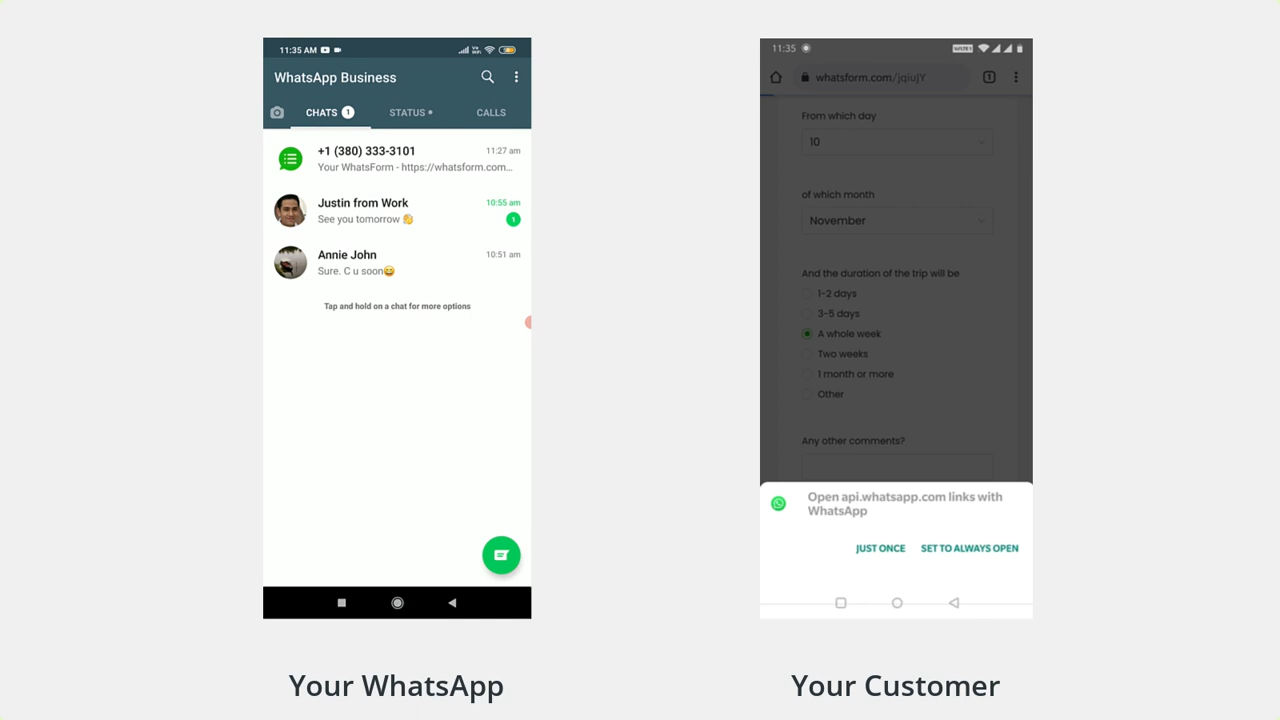 11:35 AM
WhatsApp Business
CHATS 1
STATUS
CALLS
+1 (380) 333-3101
11:27 am
Your WhatsForm - https://whatsform.com...
Justin from Work
10:55 am
See you tomorrow
1
Annie John
10:51 am
Sure. C u soon
Tap and hold on a chat for more options
Your WhatsApp
11:35
whatsform.com/jqiujY
1
From which day
10
of which month
November
And the duration of the trip will be
1-2 days
3-5 days
A whole week
Two weeks
1 month or more
Other
Any other comments?
Open api.whatsapp.com links with
WhatsApp
JUST ONCE
SET TO ALWAYS OPEN
Your Customer